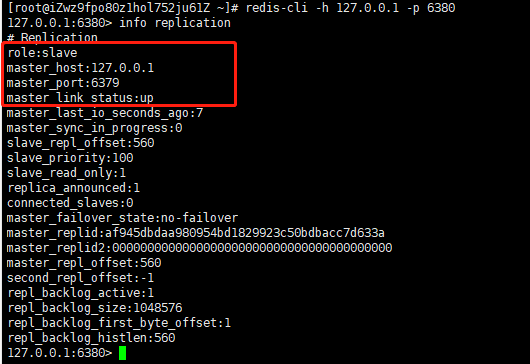 [root@iZwz9fpo80z1hol752ju61Z ~]# redis-cli -h 127.0.0.1 -p 6380
127.0.0.1:6380> info replication
# Replication
role:slave
master_host:127.0.0.1
master_port:6379
master_link_status:up
master_last_io_seconds_ago:7
master_sync_in_progress:0
slave_repl_offset:560
slave_priority:100
slave_read_only:1
replica_announced:1
connected_slaves:0
master_failover_state:no-failover
master_replid:af945dbdaa980954bd1829923c50bdbacc7d633a
master_replid2:0000000000000000000000000000000000000000
master_repl_offset:560
second_repl_offset:-1
repl_backlog_active:1
repl_backlog_size:1048576
repl_backlog_first_byte_offset:1
repl_backlog_histlen:560
127.0.0.1:6380>